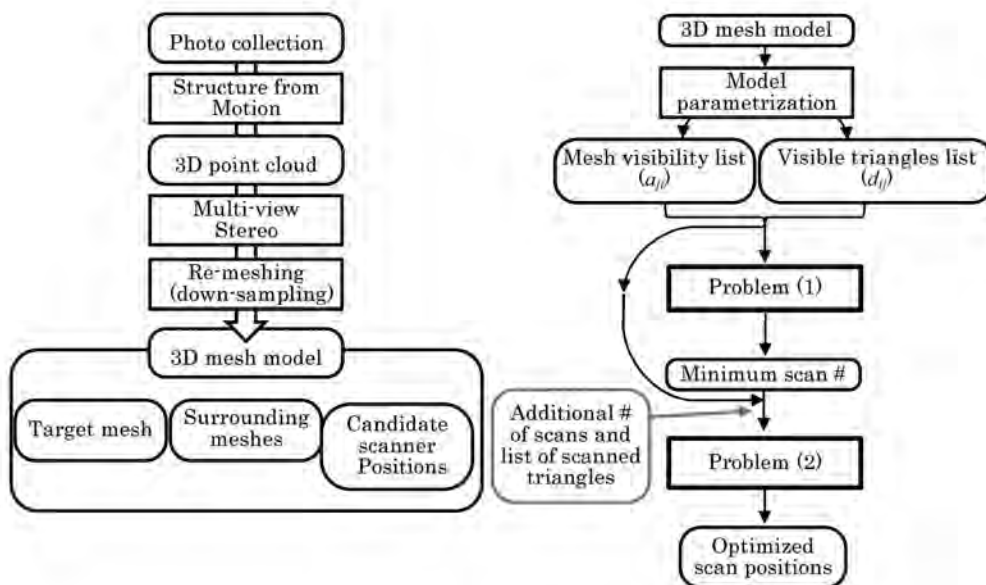 Photo collection
Structure from
Motion
3D point cloud
Multi-view
Stereo
Re-meshing
(down-sampling)
3D mesh model
Target mesh
Surrounding
meshes
Candidate
scanner
Positions
3D mesh model
Model
parametrization
Mesh visibility list
(aji)
Visible triangles list
(dij)
Problem (1)
Minimum scan #
Additional #
of scans and
list of scanned
triangles
Problem (2)
Optimized
scan positions